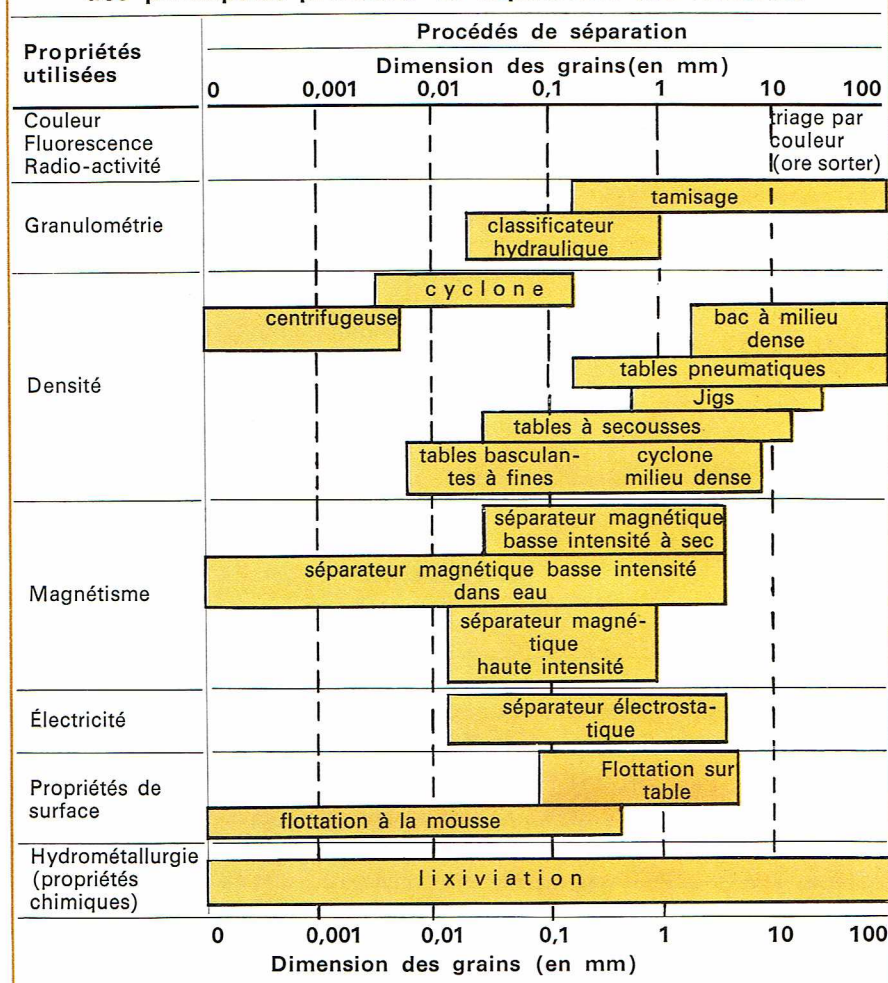 Procédés de séparation
Propriétés
utilisées
Dimension des grains(en mm)
0 0,001 0,01 0,1 1 10 100
Couleur
Fluorescence
Radio-activité
triage par
couleur
(ore sorter)
Granulométrie
tamisage
classificateur
hydraulique
Densité
cyclone
centrifugeuse
bac à milieu
dense
tables pneumatiques
Jigs
tables à secousses
tables basculan-
tes à fines
cyclone
milieu dense
Magnétisme
séparateur magnétique
basse intensité à sec
séparateur magnétique basse intensité
dans eau
séparateur magné-
tique
haute intensité
Électricité
séparateur électrosta-
tique
Propriétés de
surface
Flottation sur
table
flottation à la mousse
Hydrométallurgie
(propriétés
chimiques)
lixiviation
0 0,001 0,01 0,1 1 10 100
Dimension des grains (en mm)